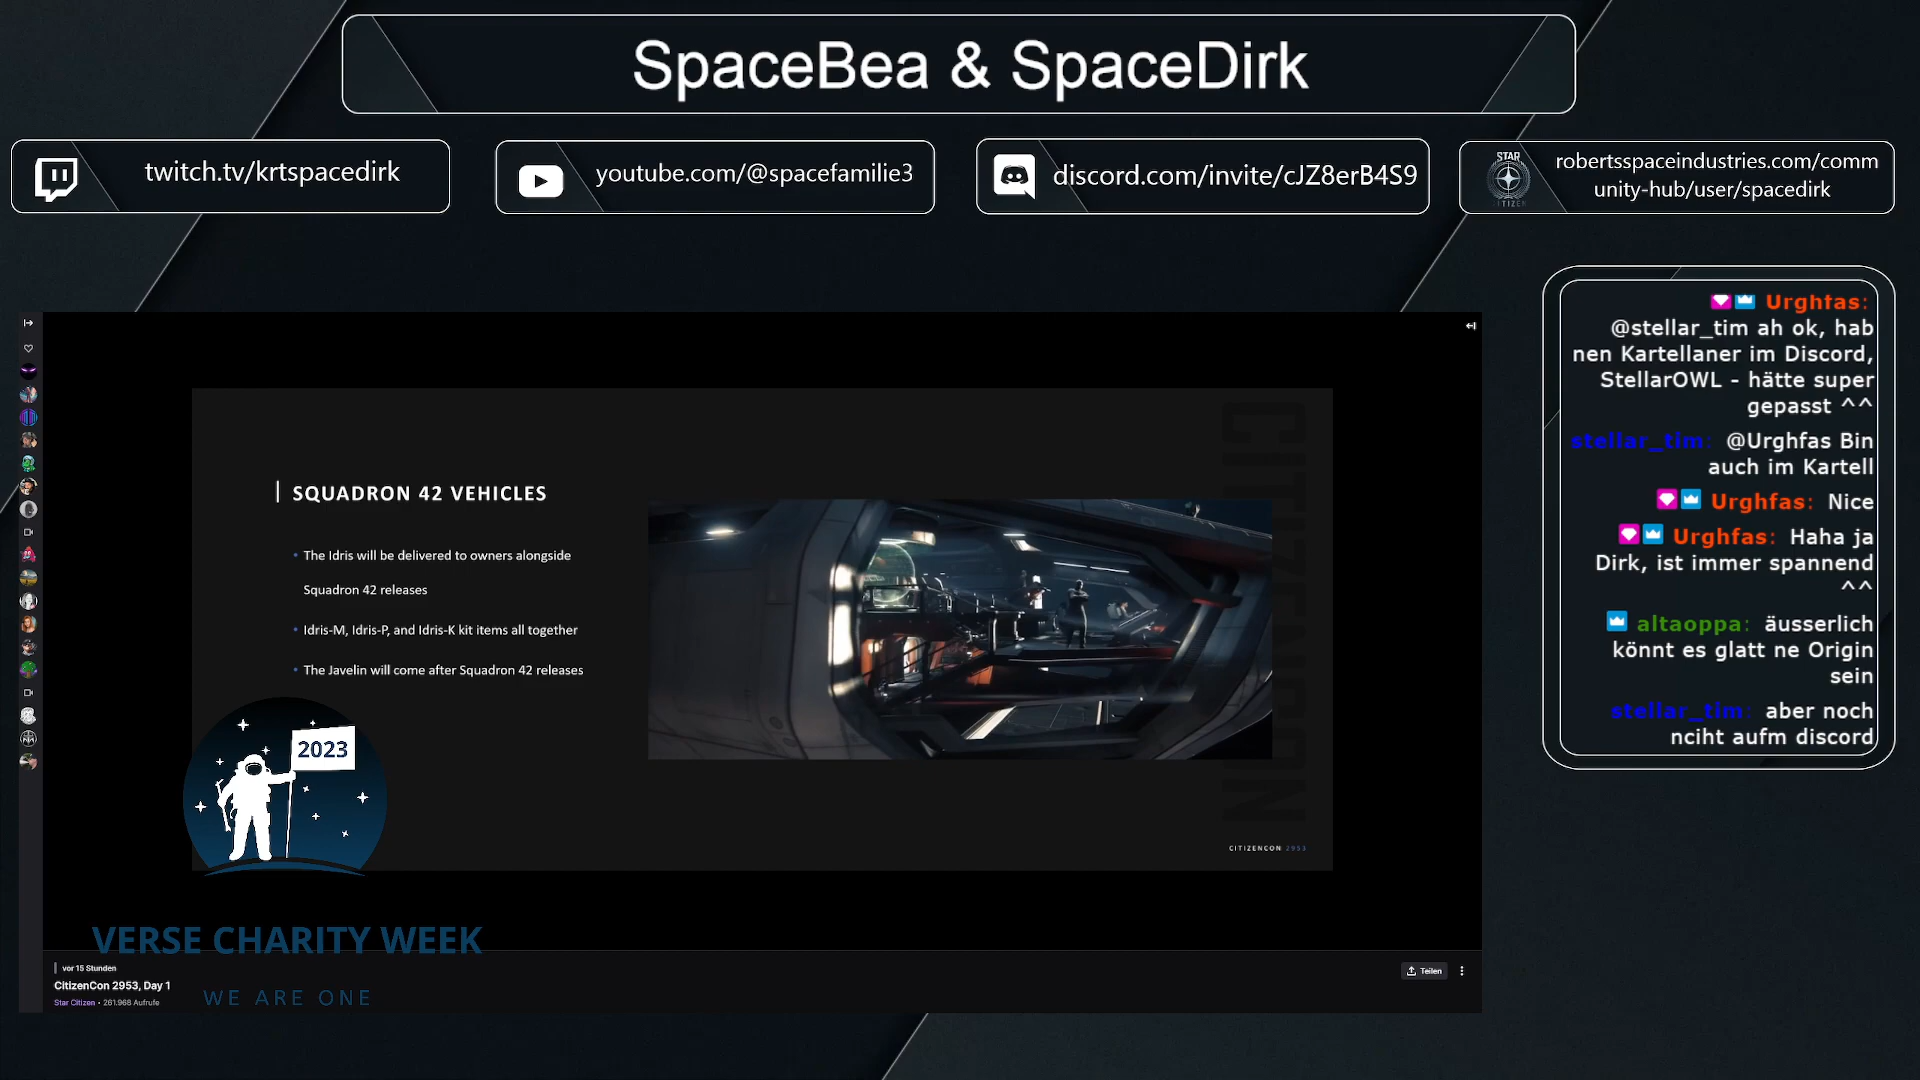 SpaceBea & SpaceDirk
twitch.tv/krtspacedirk
youtube.com/@spacefamilie3
discord.com/invite/cJZ8erB4S9
STAR
CITIZEN
robertsspaceindustries.com/comm
unity-hub/user/spacedirk
SQUADRON 42 VEHICLES
• The Idris will be delivered to owners alongside
Squadron 42 releases
• Idris-M, Idris-P, and Idris-K kit items all together
• The Javelin will come after Squadron 42 releases
CITIZENCON
CITIZENCON 2953
2023
VERSE CHARITY WEEK
WE ARE ONE
vor 15 Stunden
CitizenCon 2953, Day 1
Star Citizen • 261.968 Aufrufe
Teilen
Urghfas:
@stellar_tim ah ok, hab
nen Kartellaner im Discord,
StellarOWL - hätte super
gepasst ^^
stellar_tim: @Urghfas Bin
auch im Kartell
Urghfas: Nice
Urghfas: Haha ja
Dirk, ist immer spannend
^^
altaoppa: äusserlich
könnt es glatt ne Origin
sein
stellar_tim: aber noch
nciht aufm discord